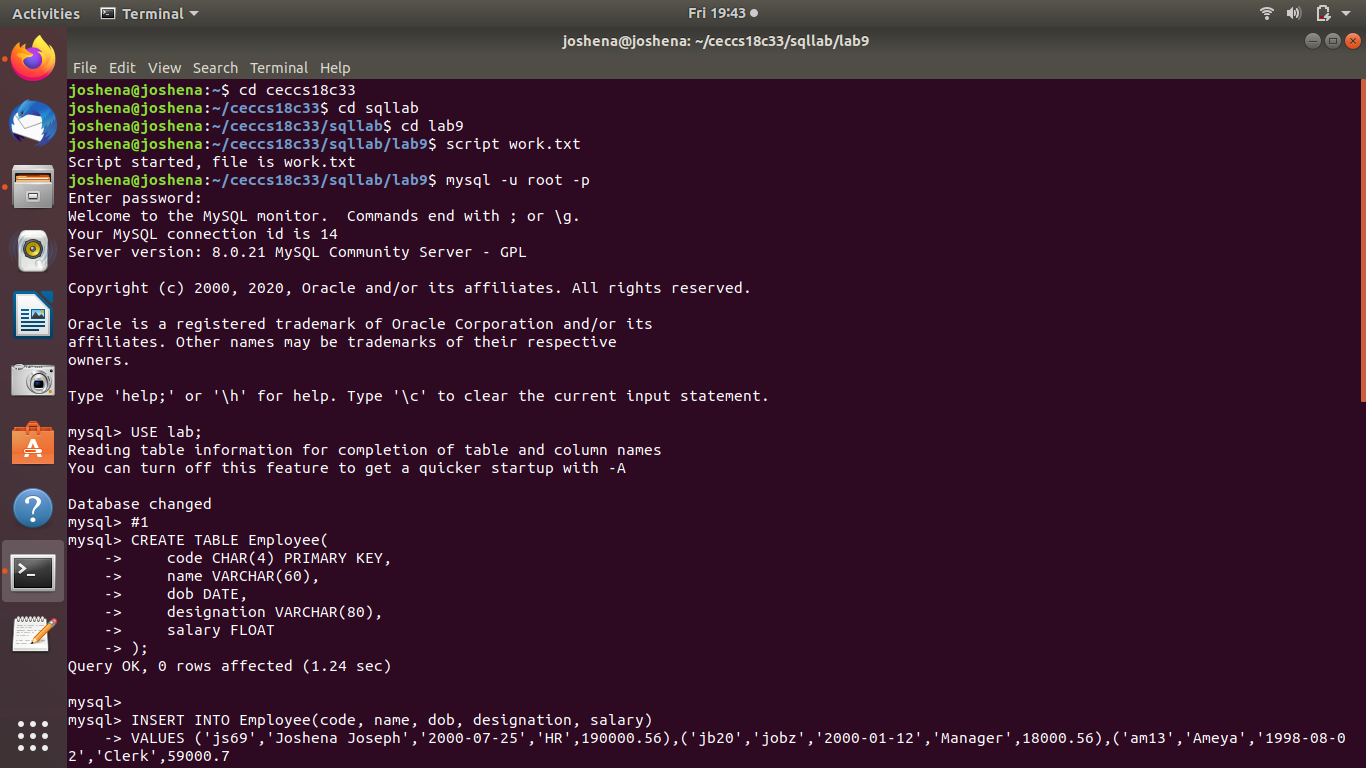 Activities Terminal Fri 19:43
joshena@joshena: ~/ceccs18c33/sqllab/lab9
File Edit View Search Terminal Help
joshena@joshena:~$ cd ceccs18c33
joshena@joshena:~/ceccs18c33$ cd sqllab
joshena@joshena:~/ceccs18c33/sqllab$ cd lab9
joshena@joshena:~/ceccs18c33/sqllab/lab9$ script work.txt
Script started, file is work.txt
joshena@joshena:~/ceccs18c33/sqllab/lab9$ mysql -u root -p
Enter password:
Welcome to the MySQL monitor.  Commands end with ; or \g.
Your MySQL connection id is 14
Server version: 8.0.21 MySQL Community Server - GPL
Copyright (c) 2000, 2020, Oracle and/or its affiliates. All rights reserved.
Oracle is a registered trademark of Oracle Corporation and/or its
affiliates. Other names may be trademarks of their respective
owners.
Type 'help;' or '\h' for help. Type '\c' to clear the current input statement.
mysql> USE lab;
Reading table information for completion of table and column names
You can turn off this feature to get a quicker startup with -A
Database changed
mysql> #1
mysql> CREATE TABLE Employee(
    ->     code CHAR(4) PRIMARY KEY,
    ->     name VARCHAR(60),
    ->     dob DATE,
    ->     designation VARCHAR(80),
    ->     salary FLOAT
    -> );
Query OK, 0 rows affected (1.24 sec)
mysql>
mysql> INSERT INTO Employee(code, name, dob, designation, salary)
    -> VALUES ('js69','Joshena Joseph','2000-07-25','HR',190000.56),('jb20','jobz','2000-01-12','Manager',18000.56),('am13','Ameya','1998-08-0
2','Clerk',59000.7